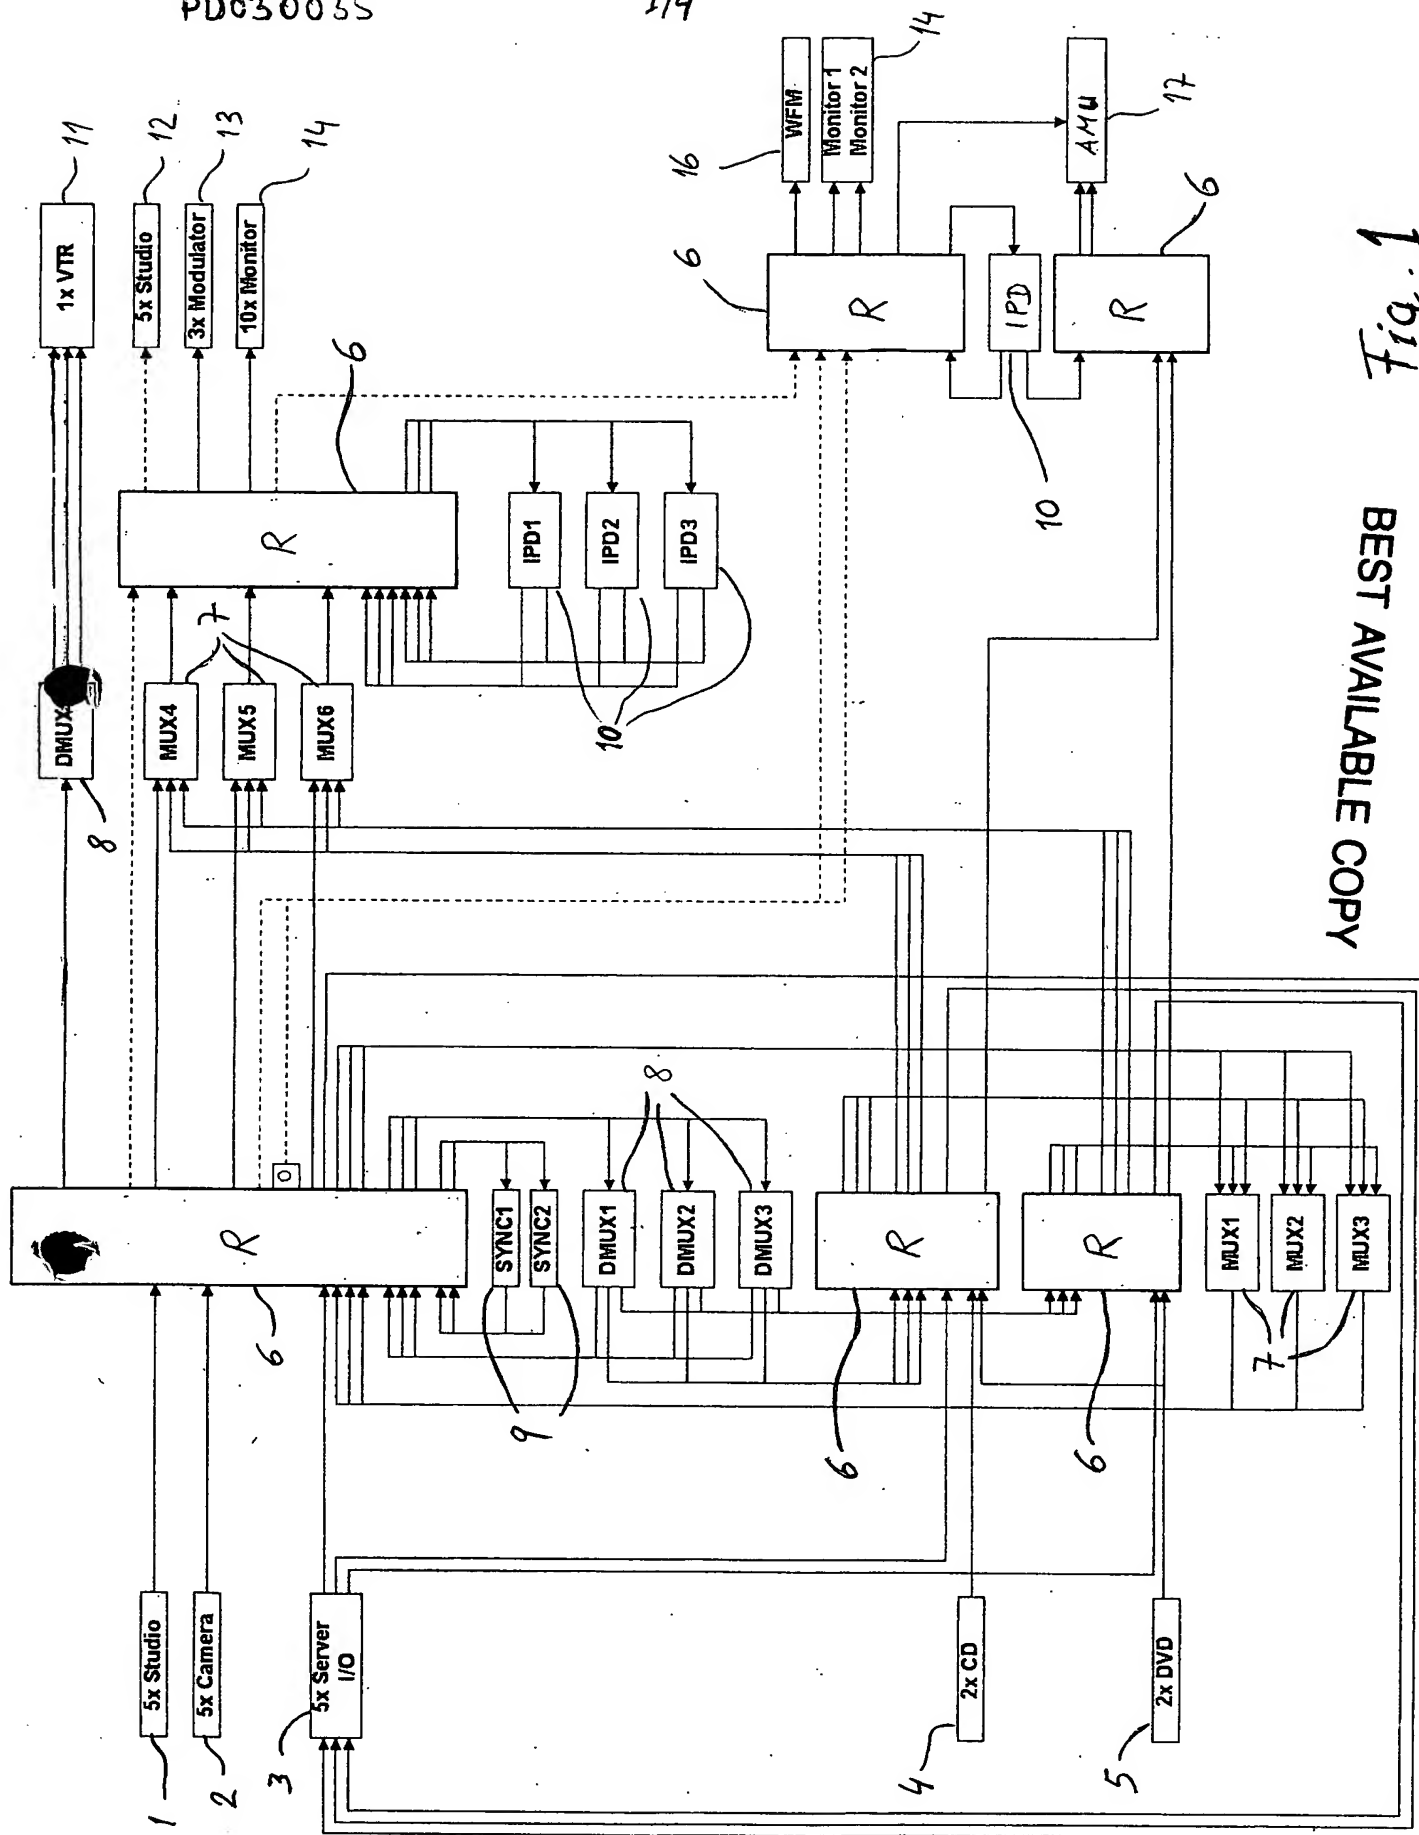 PD030035
1/4
1x VTR
11
5x Studio
12
3x Modulator
13
10x Monitor
14
WFM
16
Monitor 1
Monitor 2
14
AMU
17
R
6
IPD
10
R
6
R
6
IPD1
IPD2
IPD3
10
DMUX
8
MUX4
MUX5
MUX6
7
R
6
SYNC1
SYNC2
9
DMUX1
DMUX2
DMUX3
8
R
6
R
6
MUX1
MUX2
MUX3
7
5x Studio
1
5x Camera
2
5x Server
I/O
3
2x CD
4
2x DVD
5
Fig. 1
BEST AVAILABLE COPY